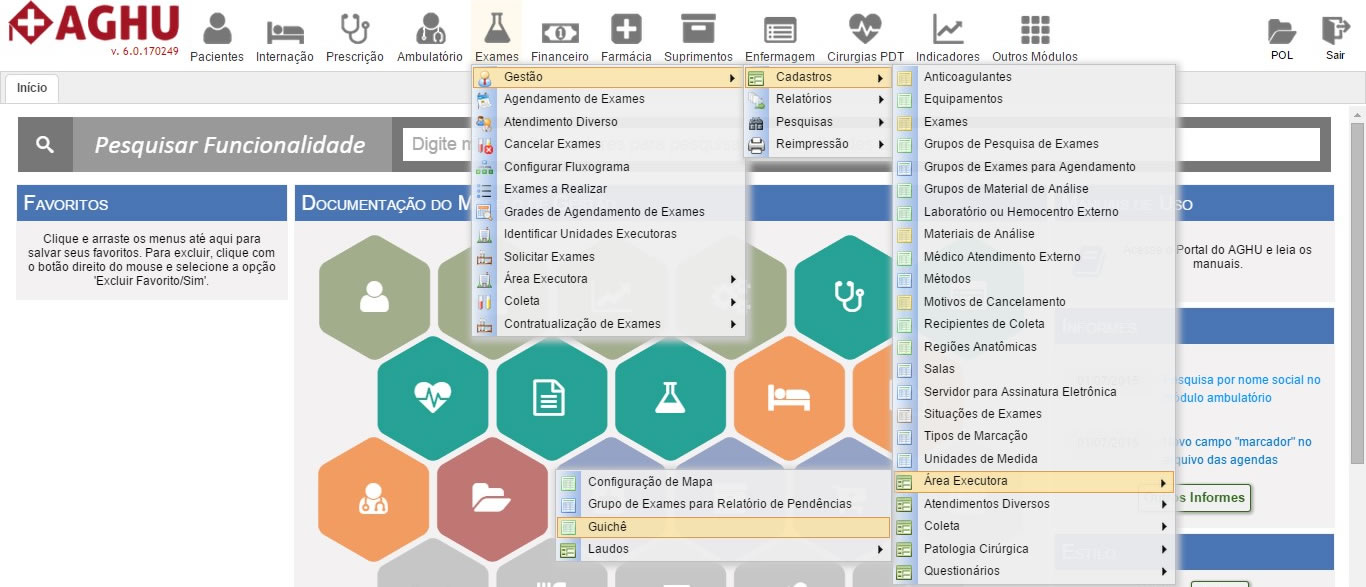 AGHU
v. 6.0.170249
Pacientes
Internação
Prescrição
Ambulatório
Exames
Financeiro
Farmácia
Suprimentos
Enfermagem
Cirurgias PDT
Indicadores
Outros Módulos
POL
Sair
Início
Pesquisar Funcionalidade
Digite
Favoritos
Clique e arraste os menus até aqui para
salvar seus favoritos. Para excluir, clique com
o botão direito do mouse e selecione a opção
'Excluir Favorito/Sim'.
Documentação do
Gestão
Agendamento de Exames
Atendimento Diverso
Cancelar Exames
Configurar Fluxograma
Exames a Realizar
Grades de Agendamento de Exames
Identificar Unidades Executoras
Solicitar Exames
Área Executora
Coleta
Contratualização de Exames
Cadastros
Relatórios
Pesquisas
Reimpressão
Anticoagulantes
Equipamentos
Exames
Grupos de Pesquisa de Exames
Grupos de Exames para Agendamento
Grupos de Material de Análise
Laboratório ou Hemocentro Externo
Materiais de Análise
Médico Atendimento Externo
Métodos
Motivos de Cancelamento
Recipientes de Coleta
Regiões Anatômicas
Salas
Servidor para Assinatura Eletrônica
Situações de Exames
Tipos de Marcação
Unidades de Medida
Área Executora
Atendimentos Diversos
Coleta
Patologia Cirúrgica
Questionários
Configuração de Mapa
Grupo de Exames para Relatório de Pendências
Guichê
Laudos
Manuais de Uso
Acesse o Portal do AGHU e leia os
manuais.
Informes
01/07/2015 Pesquisa por nome social no
módulo ambulatório
01/07/2015 Novo campo "marcador" no
arquivo das agendas
Informes
Estilo